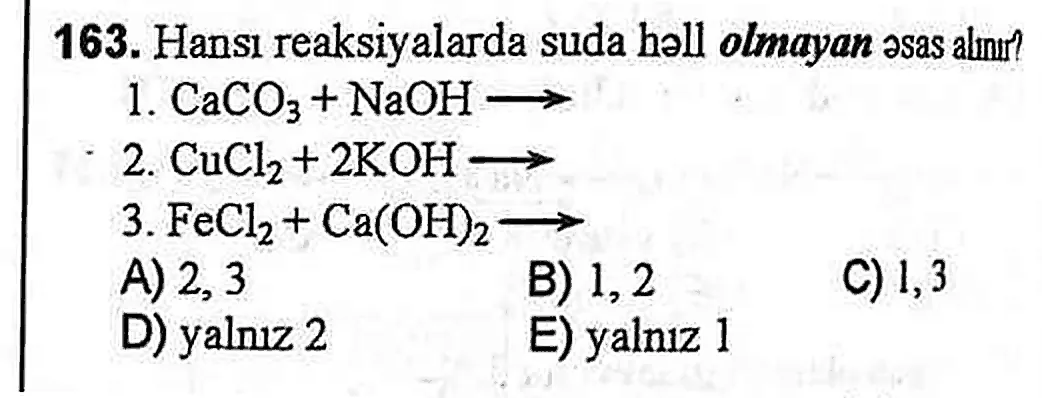 163. Hansı reaksiyalarda suda həll olmayan əsas alınır?
1. CaCO₃ + NaOH ⟶
2. CuCl₂ + 2KOH ⟶
3. FeCl₂ + Ca(OH)₂ ⟶
A) 2, 3 B) 1, 2 C) 1, 3
D) yalnız 2 E) yalnız 1